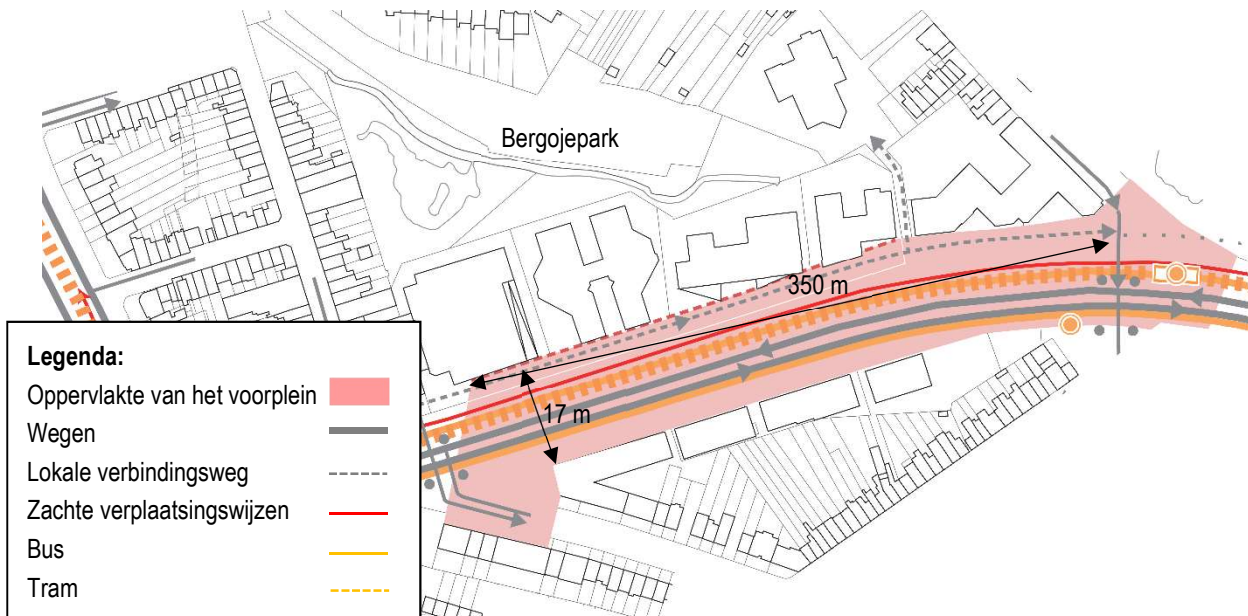 Bergojepark
350 m
17 m
Legenda:
Oppervlakte van het voorplein
Wegen
Lokale verbindingsweg
Zachte verplaatsingswijzen
Bus
Tram